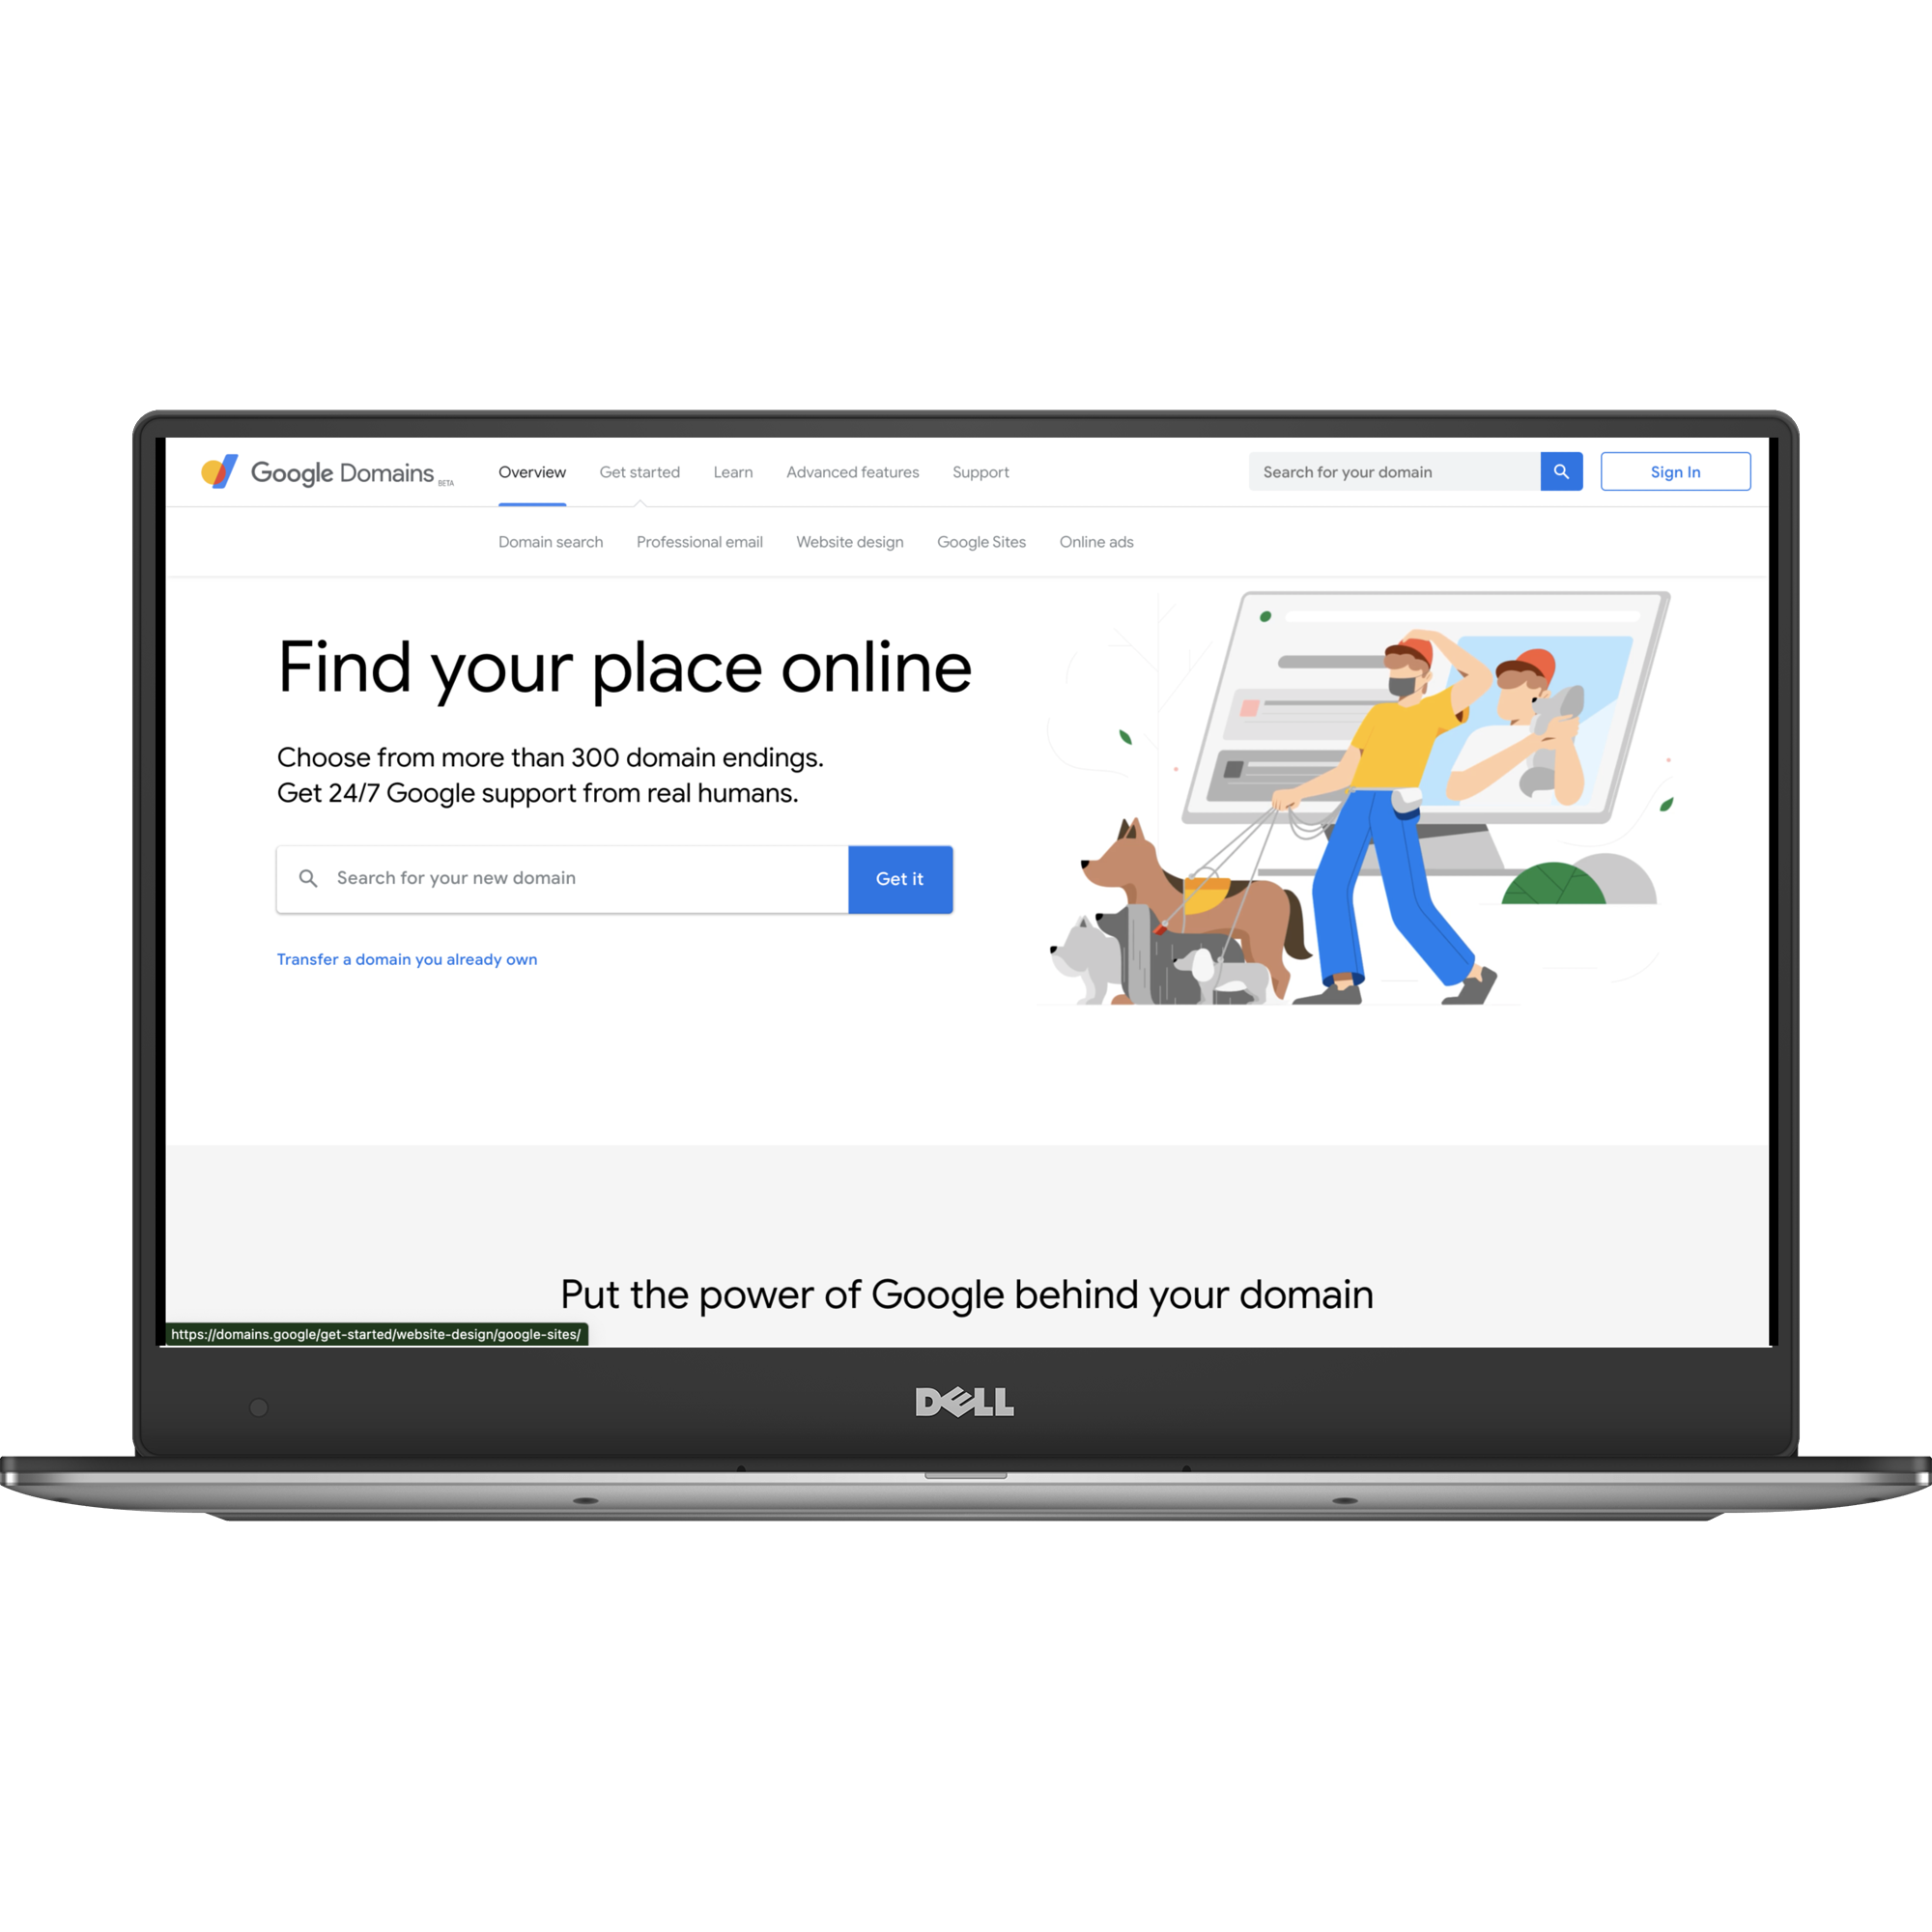 Google Domains BETA
Overview
Get started
Learn
Advanced features
Support
Search for your domain
Sign In
Domain search
Professional email
Website design
Google Sites
Online ads
Find your place online
Choose from more than 300 domain endings.
Get 24/7 Google support from real humans.
Search for your new domain
Get it
Transfer a domain you already own
Put the power of Google behind your domain
https://domains.google/get-started/website-design/google-sites/
DELL